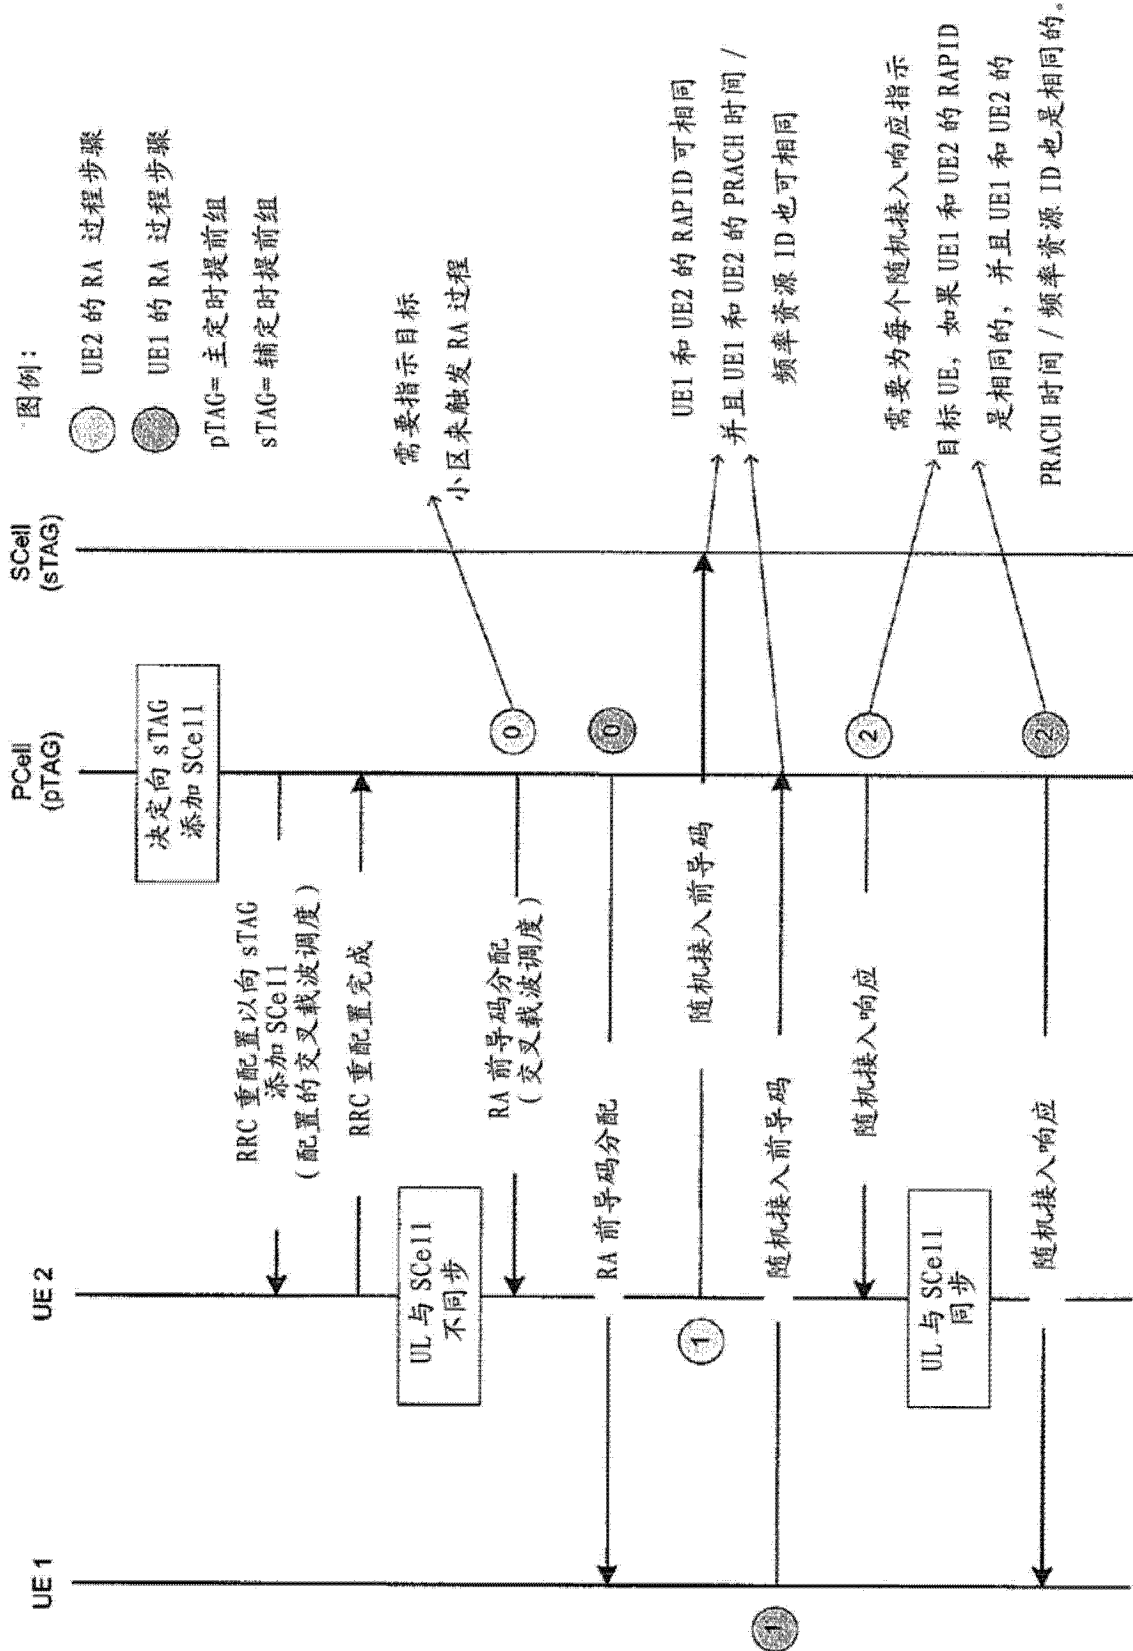 UE 1
UE 2
PCell
(pTAG)
SCell
(sTAG)
图例：
UE2的 RA 过程步骤
UE1的 RA 过程步骤
pTAG=主定时提前组
sTAG=辅定时提前组
决定向 sTAG
添加 SCell
RRC 重配置以向 sTAG
添加 SCell
(配置的交叉载波调度)
RRC 重配置完成
UL 与 SCell
不同步
RA 前导码分配
(交叉载波调度)
0
需要指示目标
小区来触发 RA 过程
RA 前导码分配
0
1
随机接入前导码
UE1 和 UE2 的 RAPID 可相同
并且 UE1 和 UE2 的 PRACH 时间 /
频率资源 ID 也可相同
1
随机接入前导码
随机接入响应
2
需要为每个随机接入响应指示
目标 UE, 如果 UE1 和 UE2 的 RAPID
是相同的, 并且 UE1 和 UE2 的
PRACH 时间 / 频率资源 ID 也是相同的。
UL 与 SCell
同步
随机接入响应
2